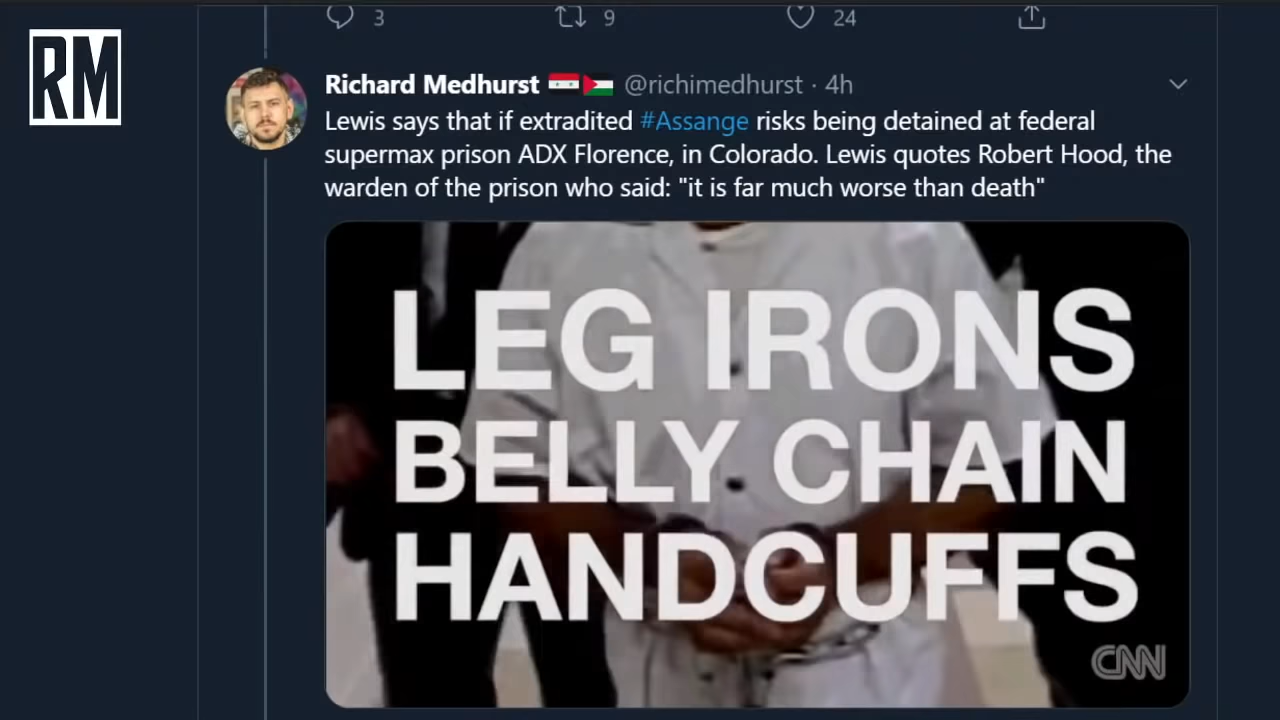 3 9 24
RM
Richard Medhurst @richimedhurst · 4h
Lewis says that if extradited #Assange risks being detained at federal
supermax prison ADX Florence, in Colorado. Lewis quotes Robert Hood, the
warden of the prison who said: "it is far much worse than death"
LEG IRONS
BELLY CHAIN
HANDCUFFS
CNN